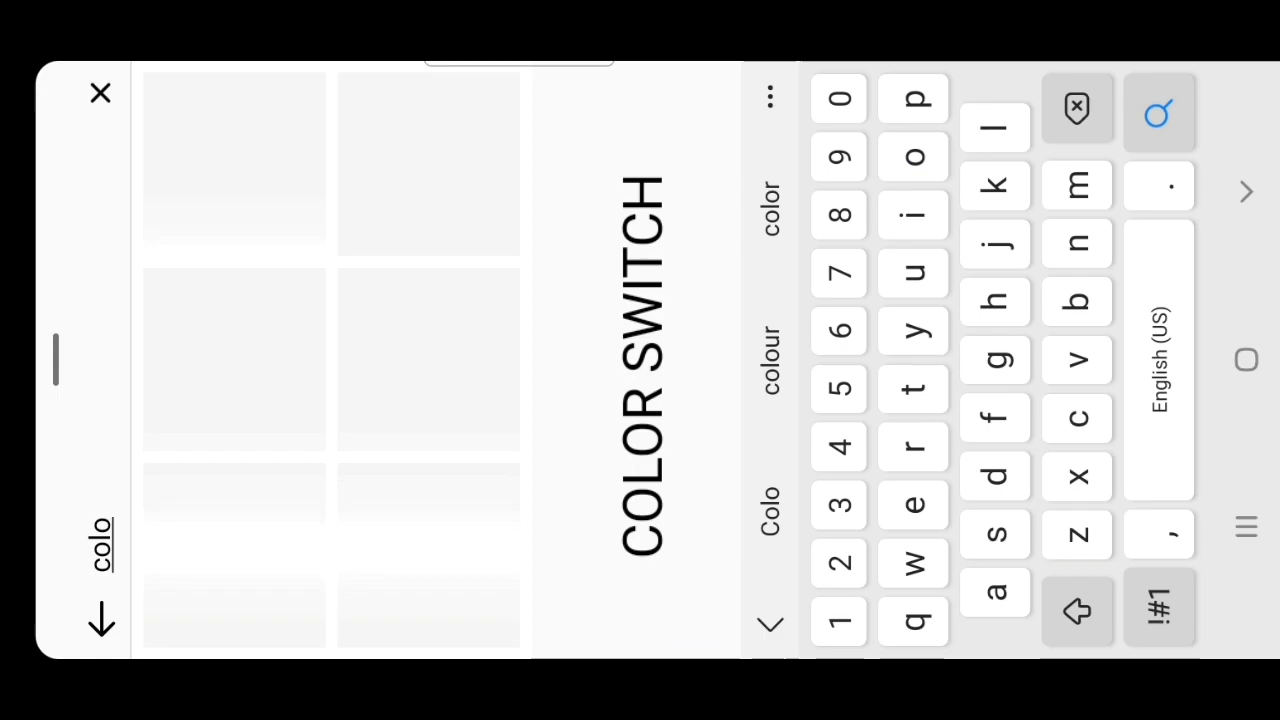 colo
COLOR SWITCH
Colo colour color ...
1 2 3 4 5 6 7 8 9 0
q w e r t y u i o p
a s d f g h j k l
z x c v b n m
!#1 , English (US) .